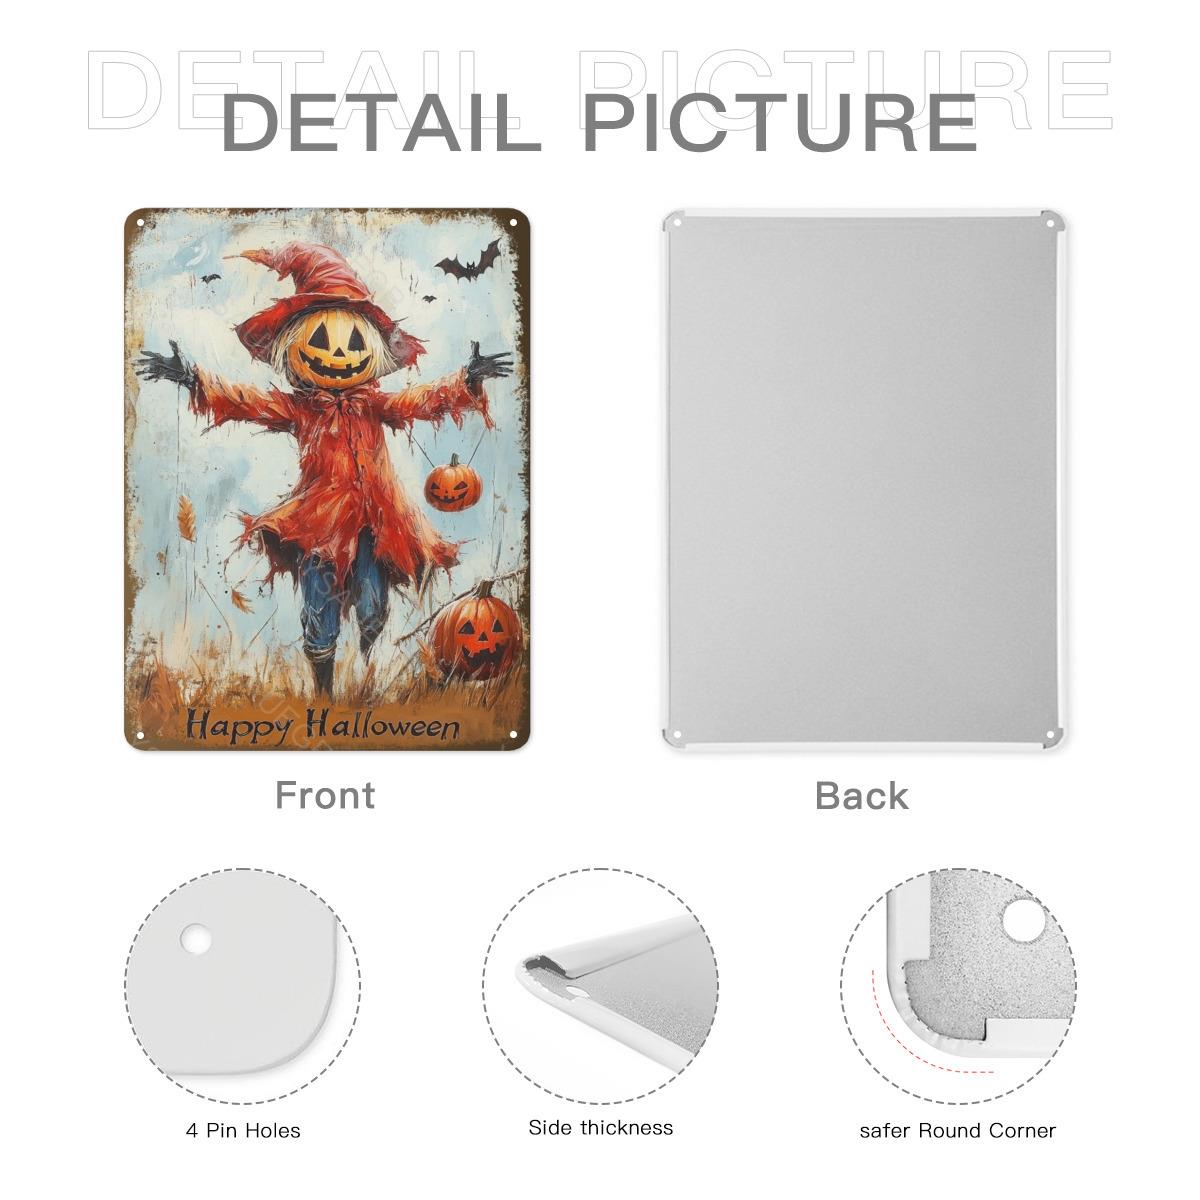 DETAIL PICTURE
DETAIL PICTURE
Happy Halloween
Front
Back
4 Pin Holes
Side thickness
safer Round Corner